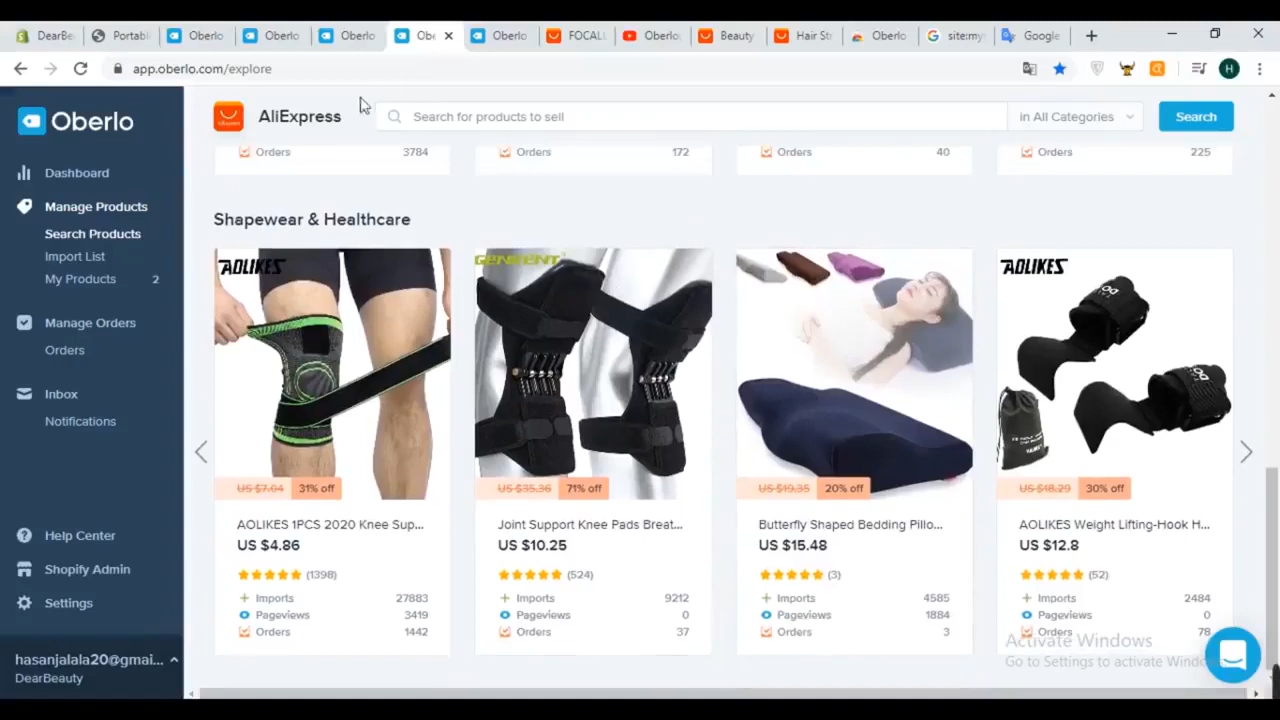 DearBe
Portabl
Oberlo
Oberlo
Oberlo
Obe
Oberlo
FOCALL
Oberlo:
Beauty
Hair Str
Oberlo
site:my
Google
app.oberlo.com/explore
H
Oberlo
AliExpress
Search for products to sell
in All Categories
Search
Dashboard
Manage Products
Search Products
Import List
My Products 2
Manage Orders
Orders
Inbox
Notifications
Help Center
Shopify Admin
Settings
hasanjalala20@gmai...
DearBeauty
Orders 3784
Orders 172
Orders 40
Orders 225
Shapewear & Healthcare
AOLIKES
US $7.04 31% off
AOLIKES 1PCS 2020 Knee Sup...
US $4.86
(1398)
Imports 27883
Pageviews 3419
Orders 1442
US $35.36 71% off
Joint Support Knee Pads Breat...
US $10.25
(524)
Imports 9212
Pageviews 0
Orders 37
US $19.35 20% off
Butterfly Shaped Bedding Pillo...
US $15.48
(3)
Imports 4585
Pageviews 1884
Orders 3
AOLIKES
US $18.29 30% off
AOLIKES Weight Lifting-Hook H...
US $12.8
(52)
Imports 2484
Pageviews 0
Orders 78
Activate Windows
Go to Settings to activate Windo